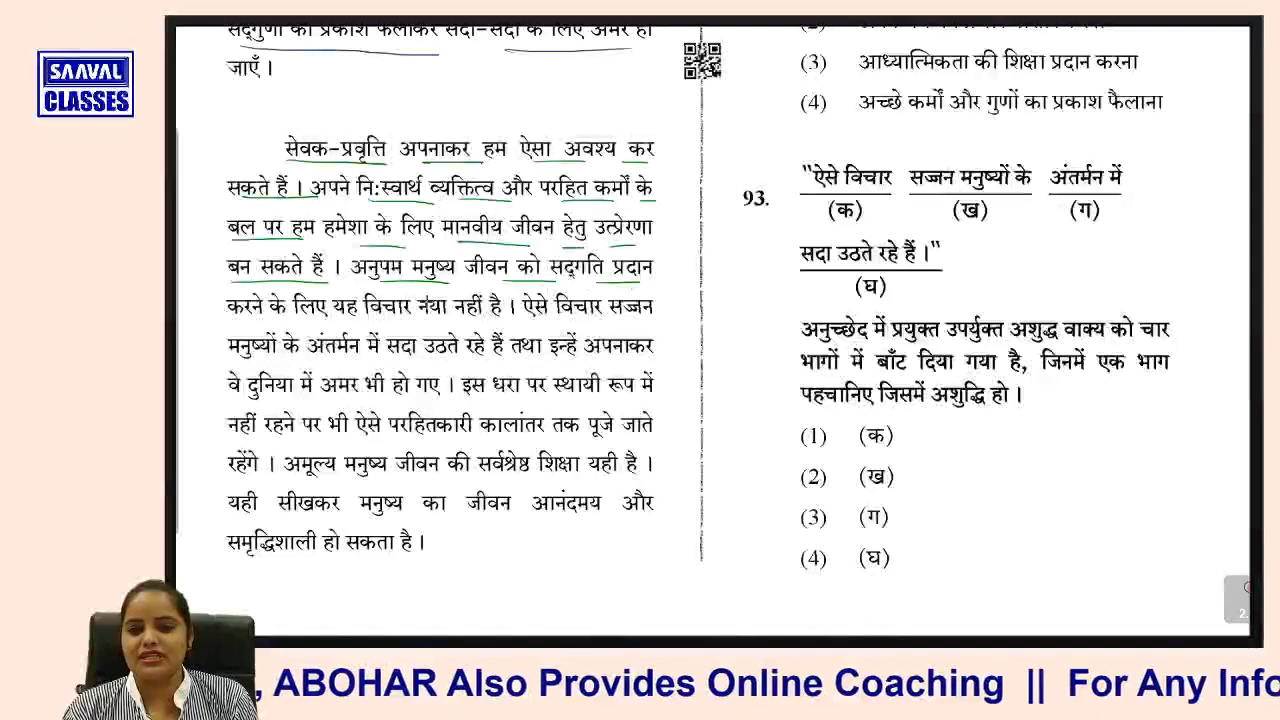 SAAVAL
CLASSES
सद्गुणों का प्रकाश फैलाकर सदा-सदा के लिए अमर हो
जाएँ ।
सेवक-प्रवृत्ति अपनाकर हम ऐसा अवश्य कर
सकते हैं । अपने नि:स्वार्थ व्यक्तित्व और परहित कर्मों के
बल पर हम हमेशा के लिए मानवीय जीवन हेतु उत्प्रेरणा
बन सकते हैं । अनुपम मनुष्य जीवन को सद्गति प्रदान
करने के लिए यह विचार नया नहीं है । ऐसे विचार सज्जन
मनुष्यों के अंतर्मन में सदा उठते रहे हैं तथा इन्हें अपनाकर
वे दुनिया में अमर भी हो गए । इस धरा पर स्थायी रूप में
नहीं रहने पर भी ऐसे परहितकारी कालांतर तक पूजे जाते
रहेंगे । अमूल्य मनुष्य जीवन की सर्वश्रेष्ठ शिक्षा यही है ।
यही सीखकर मनुष्य का जीवन आनंदमय और
समृद्धिशाली हो सकता है ।
(3) आध्यात्मिकता की शिक्षा प्रदान करना
(4) अच्छे कर्मों और गुणों का प्रकाश फैलाना
93. "ऐसे विचार सज्जन मनुष्यों के अंतर्मन में
(क) (ख) (ग)
सदा उठते रहे हैं ।"
(घ)
अनुच्छेद में प्रयुक्त उपर्युक्त अशुद्ध वाक्य को चार
भागों में बाँट दिया गया है, जिनमें एक भाग
पहचानिए जिसमें अशुद्धि हो ।
(1) (क)
(2) (ख)
(3) (ग)
(4) (घ)
, ABOHAR Also Provides Online Coaching || For Any Info